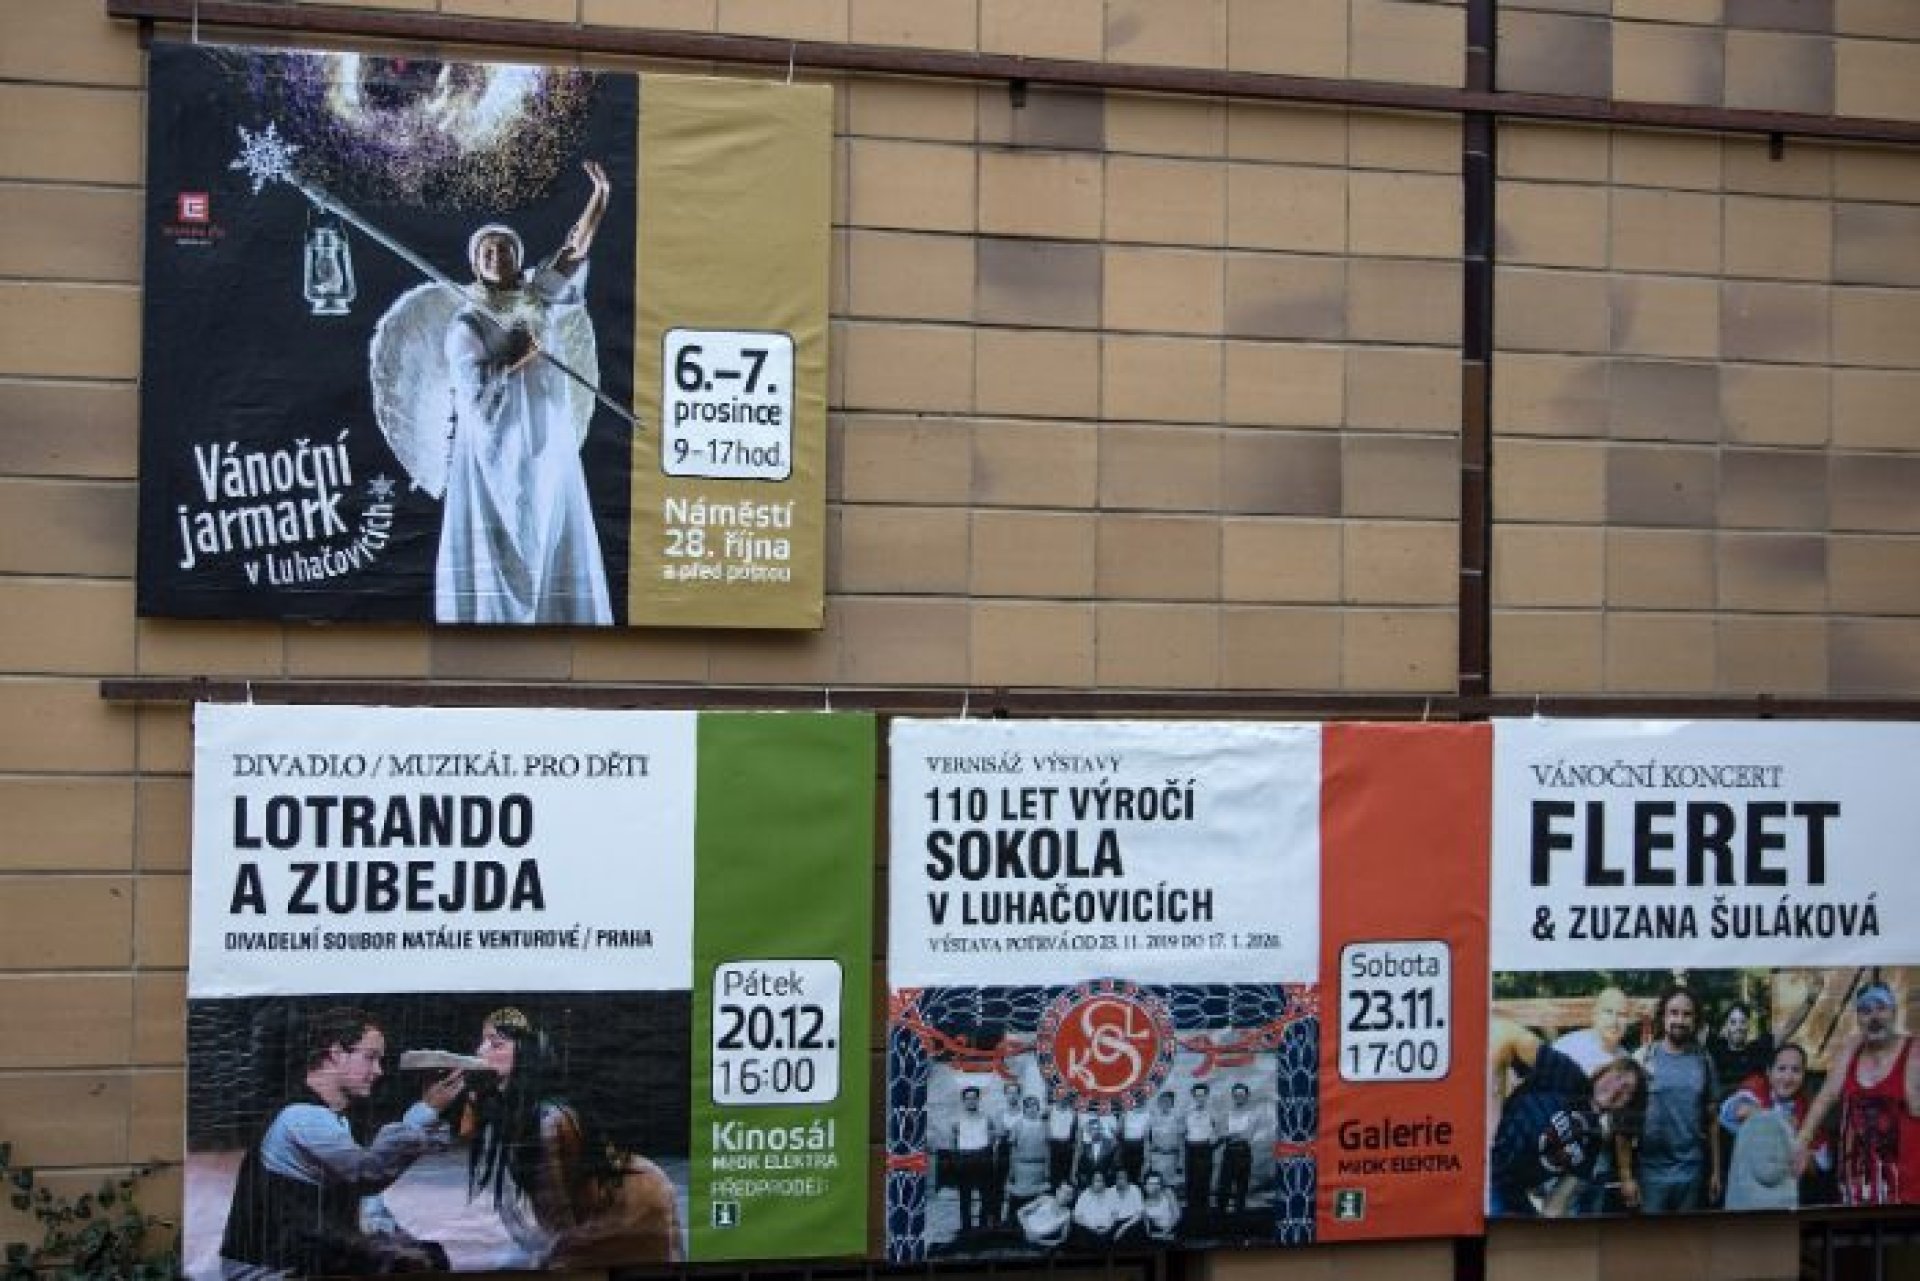 Vánoční
jarmark
v Luhačovicích
6.–7.
prosince
9–17hod.
Náměstí
28. října
a před poštou
DIVADLO / MUZIKÁL PRO DĚTI
LOTRANDO
A ZUBEJDA
DIVADELNÍ SOUBOR NATÁLIE VENTUROVÉ / PRAHA
Pátek
20.12.
16:00
Kinosál
MěDK ELEKTRA
PŘEDPRODEJ:
i
VERNISÁŽ VÝSTAVY
110 LET VÝROČÍ
SOKOLA
V LUHAČOVICÍCH
VÝSTAVA POTRVÁ OD 23. 11. 2019 DO 17. 1. 2020
SOKOL
Sobota
23.11.
17:00
Galerie
MěDK ELEKTRA
i
VÁNOČNÍ KONCERT
FLERET
& ZUZANA ŠULÁKOVÁ